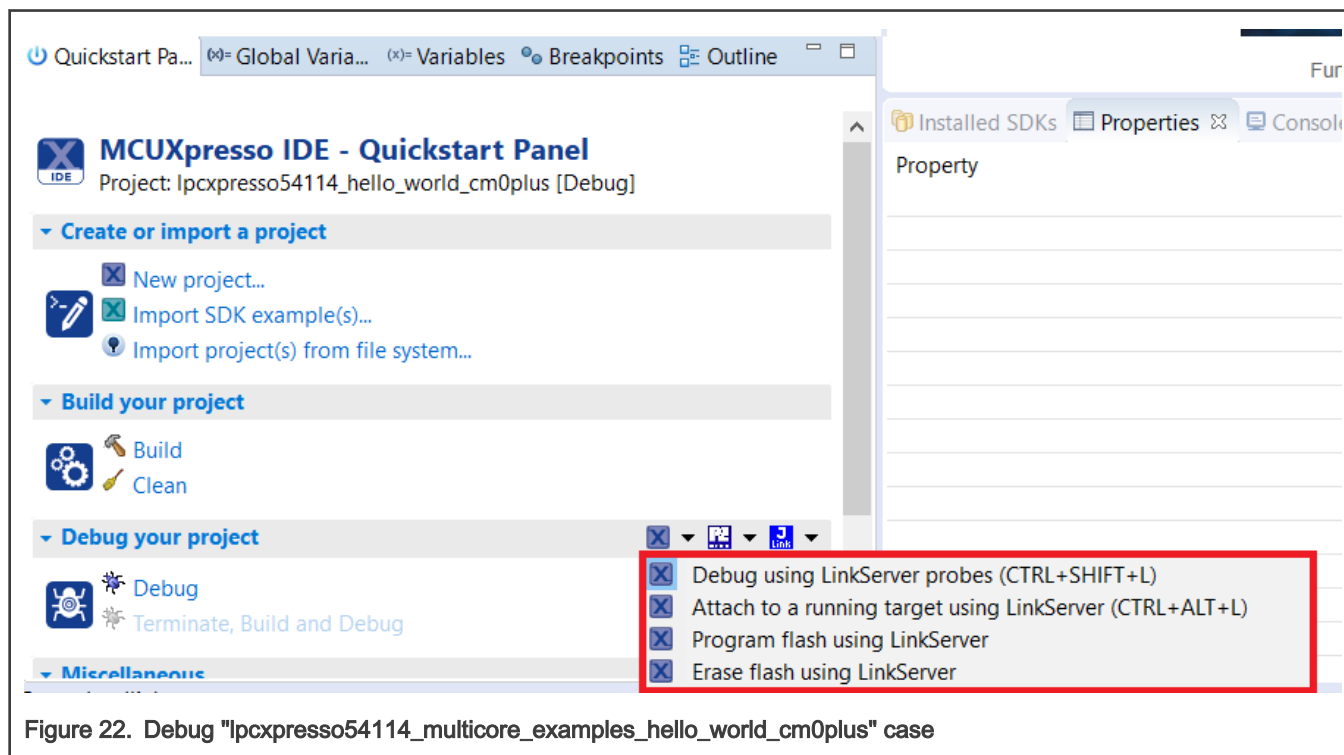 Quickstart Pa... (x)= Global Varia... (x)= Variables Breakpoints Outline
Fun
Installed SDKs Properties Console
MCUXpresso IDE - Quickstart Panel
IDE
Project: lpcxpresso54114_hello_world_cm0plus [Debug]
Property
Create or import a project
New project...
Import SDK example(s)...
Import project(s) from file system...
Build your project
Build
Clean
Debug your project
Link
Debug
Terminate, Build and Debug
Debug using LinkServer probes (CTRL+SHIFT+L)
Attach to a running target using LinkServer (CTRL+ALT+L)
Program flash using LinkServer
Erase flash using LinkServer
Miscellaneous
Figure 22. Debug "lpcxpresso54114_multicore_examples_hello_world_cm0plus" case